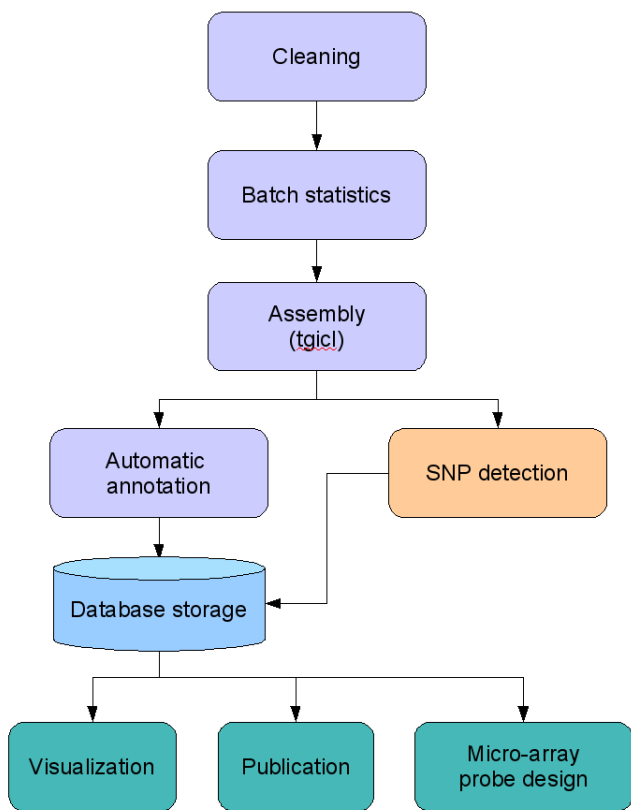 Cleaning
Batch statistics
Assembly
(tgicl)
Automatic
annotation
SNP detection
Database storage
Visualization
Publication
Micro-array
probe design